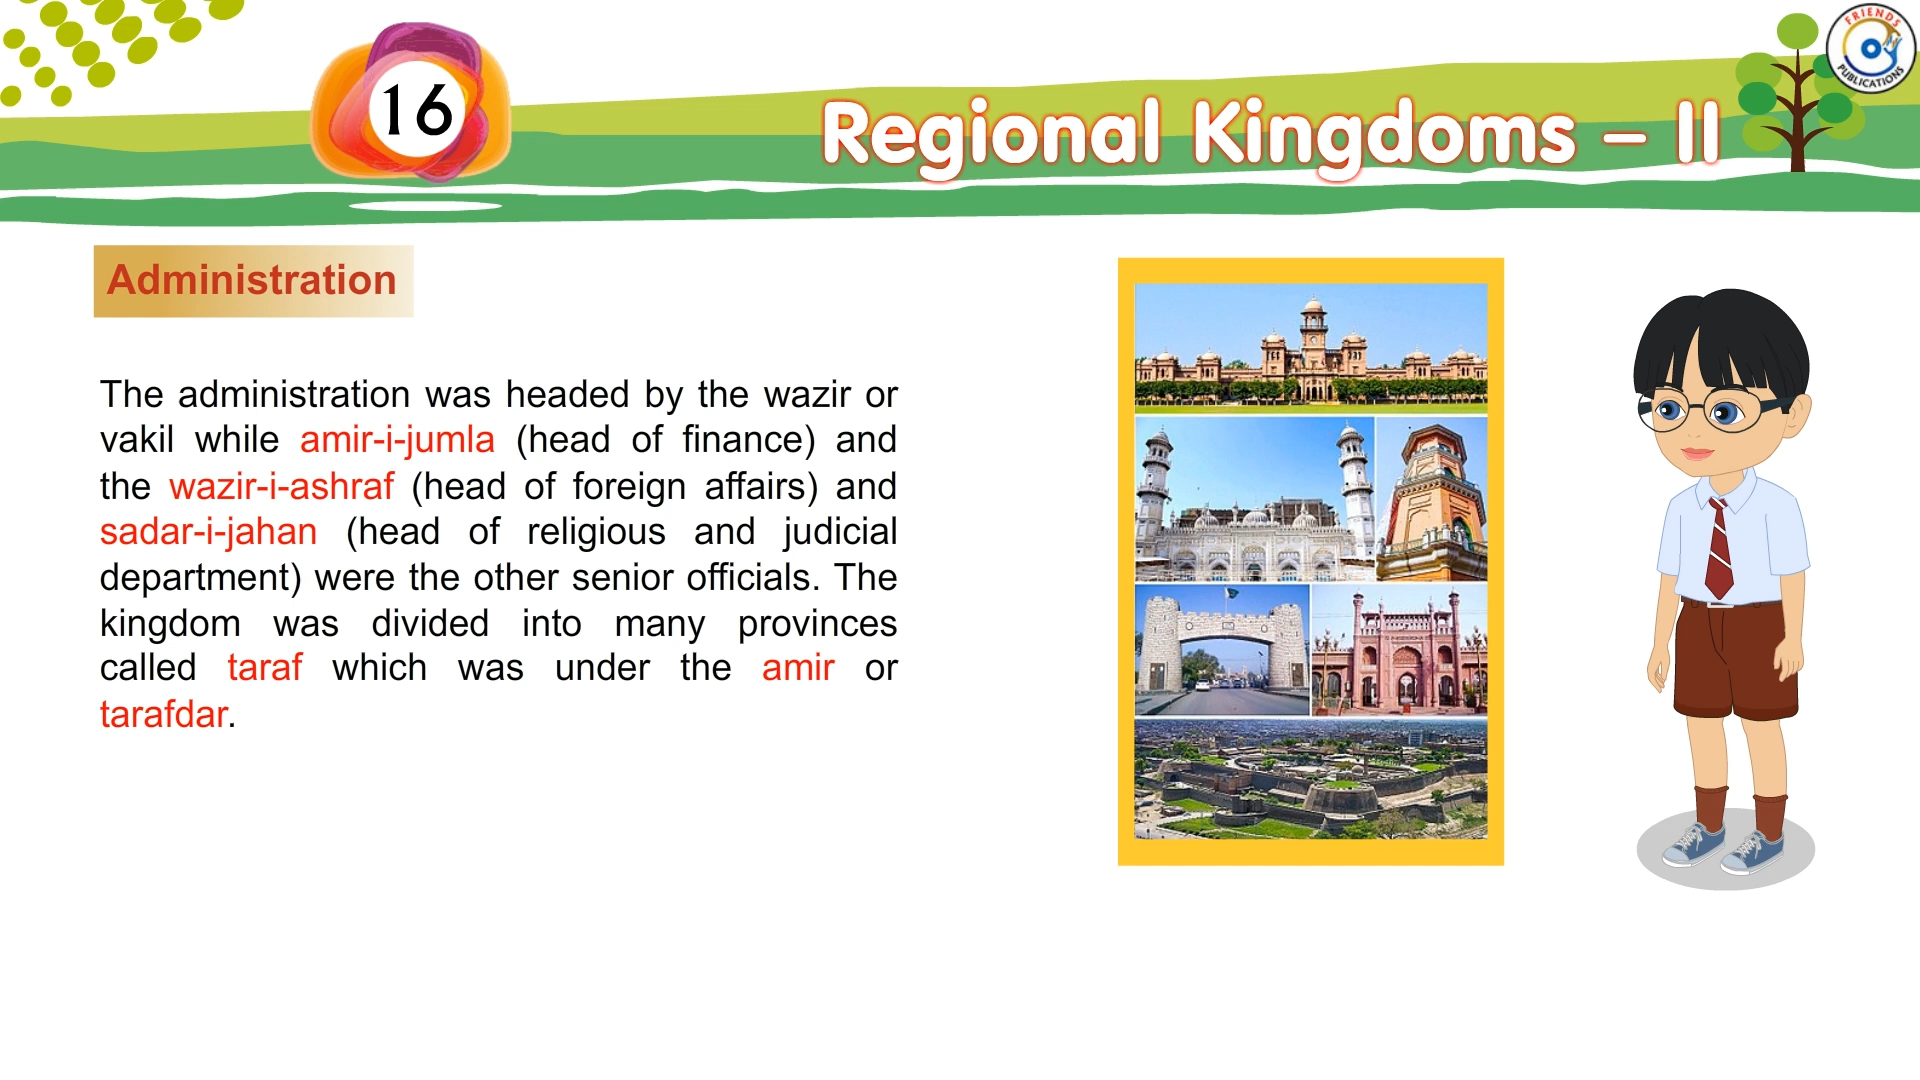 16
Regional Kingdoms – II
FRIENDS
PUBLICATIONS
Administration
The administration was headed by the wazir or
vakil while amir-i-jumla (head of finance) and
the wazir-i-ashraf (head of foreign affairs) and
sadar-i-jahan (head of religious and judicial
department) were the other senior officials. The
kingdom was divided into many provinces
called taraf which was under the amir or
tarafdar.